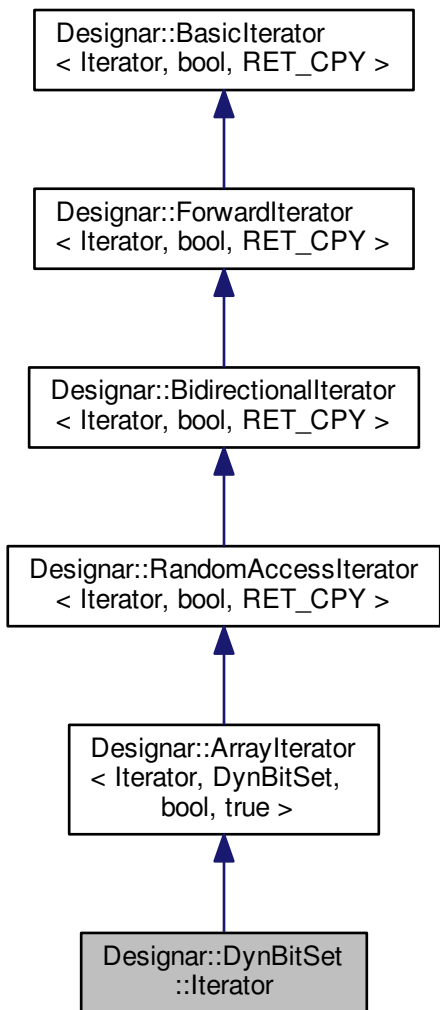 Designar::BasicIterator
< Iterator, bool, RET_CPY >
Designar::ForwardIterator
< Iterator, bool, RET_CPY >
Designar::BidirectionalIterator
< Iterator, bool, RET_CPY >
Designar::RandomAccessIterator
< Iterator, bool, RET_CPY >
Designar::ArrayIterator
< Iterator, DynBitSet,
bool, true >
Designar::DynBitSet
::Iterator